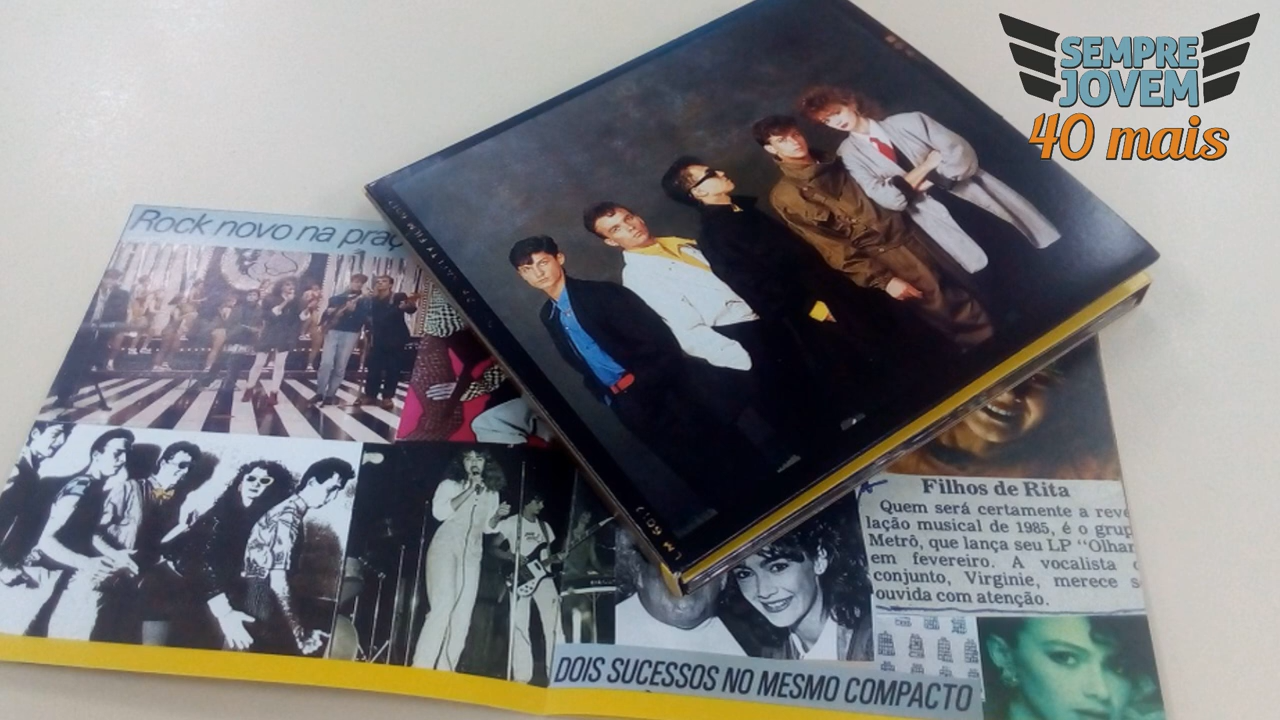 SEMPRE
JOVEM
40 mais
Rock novo na praç
Filhos de Rita
Quem será certamente a reve
lação musical de 1985, é o grup
Metrô, que lança seu LP "Olhar
em fevereiro. A vocalista
conjunto, Virginie, merece s
ouvida com atenção.
DOIS SUCESSOS NO MESMO COMPACTO